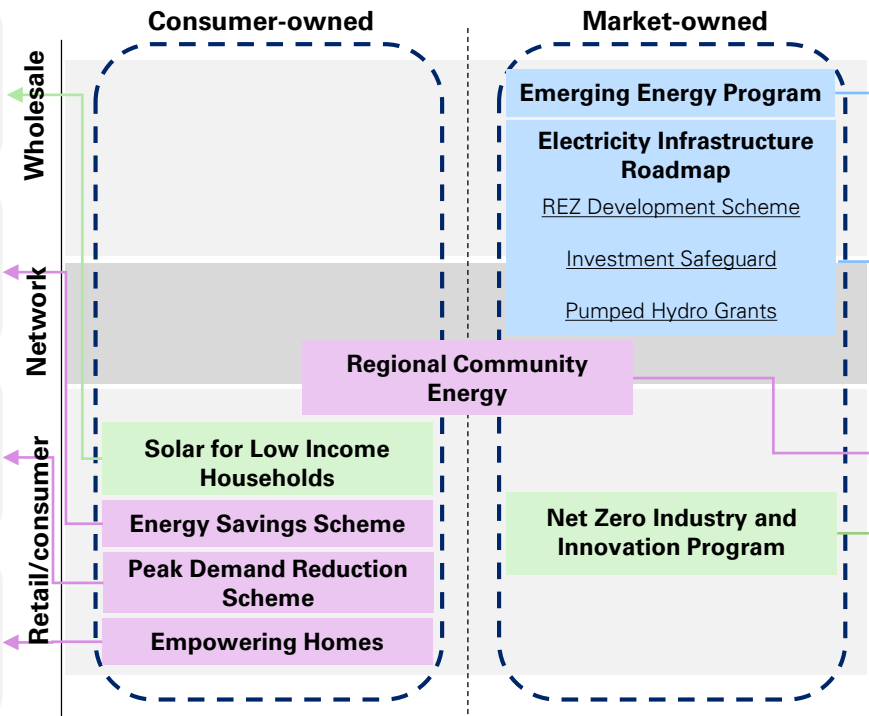 Consumer-owned
Market-owned
Wholesale
Network
Retail/consumer
Emerging Energy Program
Electricity Infrastructure
Roadmap
REZ Development Scheme
Investment Safeguard
Pumped Hydro Grants
Regional Community
Energy
Solar for Low Income
Households
Energy Savings Scheme
Peak Demand Reduction
Scheme
Empowering Homes
Net Zero Industry and
Innovation Program